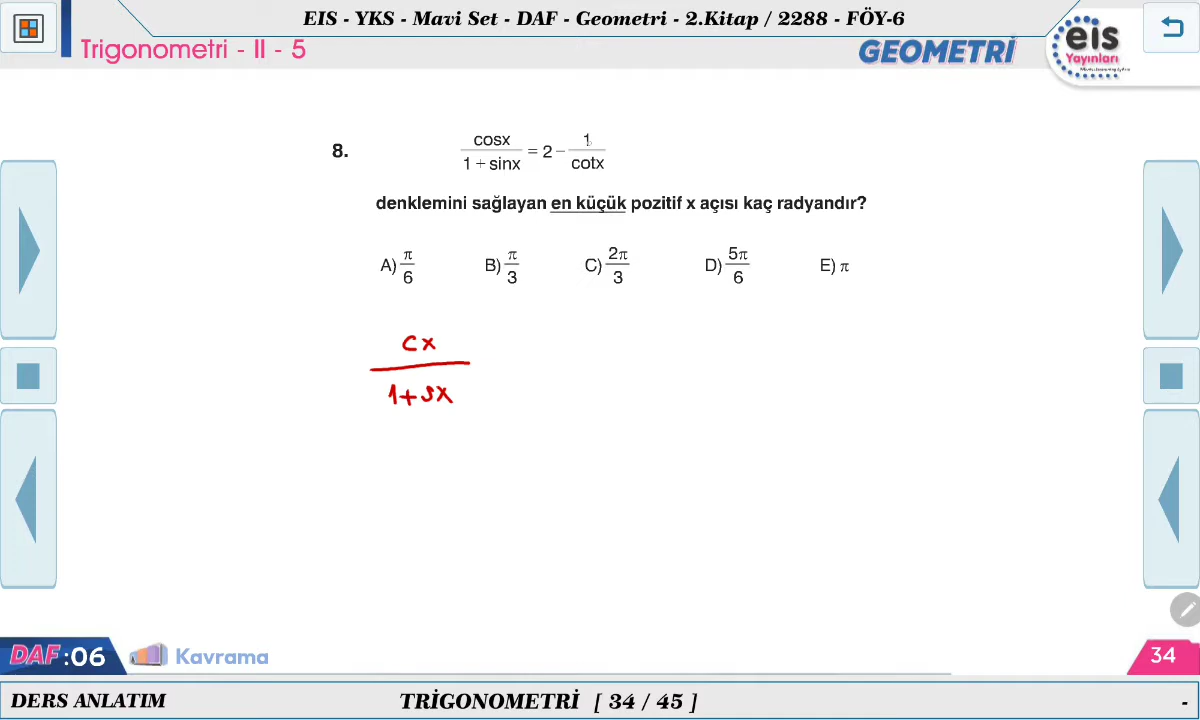 EIS - YKS - Mavi Set - DAF - Geometri - 2.Kitap / 2288 - FÖY-6
Trigonometri - II - 5
GEOMETRİ
eis
Yayınları
8. cosx / 1 + sinx = 2 - 1 / cotx
denklemini sağlayan en küçük pozitif x açısı kaç radyandır?
A) π/6 B) π/3 C) 2π/3 D) 5π/6 E) π
cx
1+sx
DAF:06 Kavrama
34
DERS ANLATIM TRİGONOMETRİ [ 34 / 45 ] -